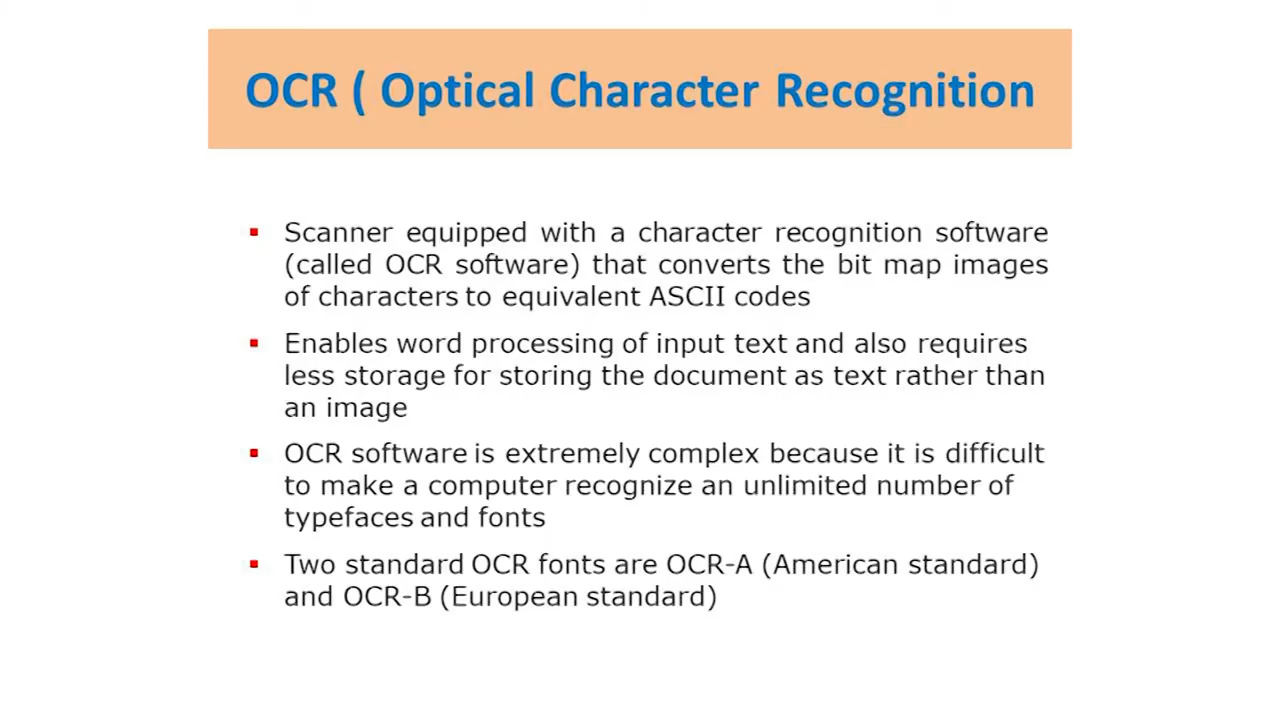 OCR ( Optical Character Recognition
Scanner equipped with a character recognition software
(called OCR software) that converts the bit map images
of characters to equivalent ASCII codes
Enables word processing of input text and also requires
less storage for storing the document as text rather than
an image
OCR software is extremely complex because it is difficult
to make a computer recognize an unlimited number of
typefaces and fonts
Two standard OCR fonts are OCR-A (American standard)
and OCR-B (European standard)